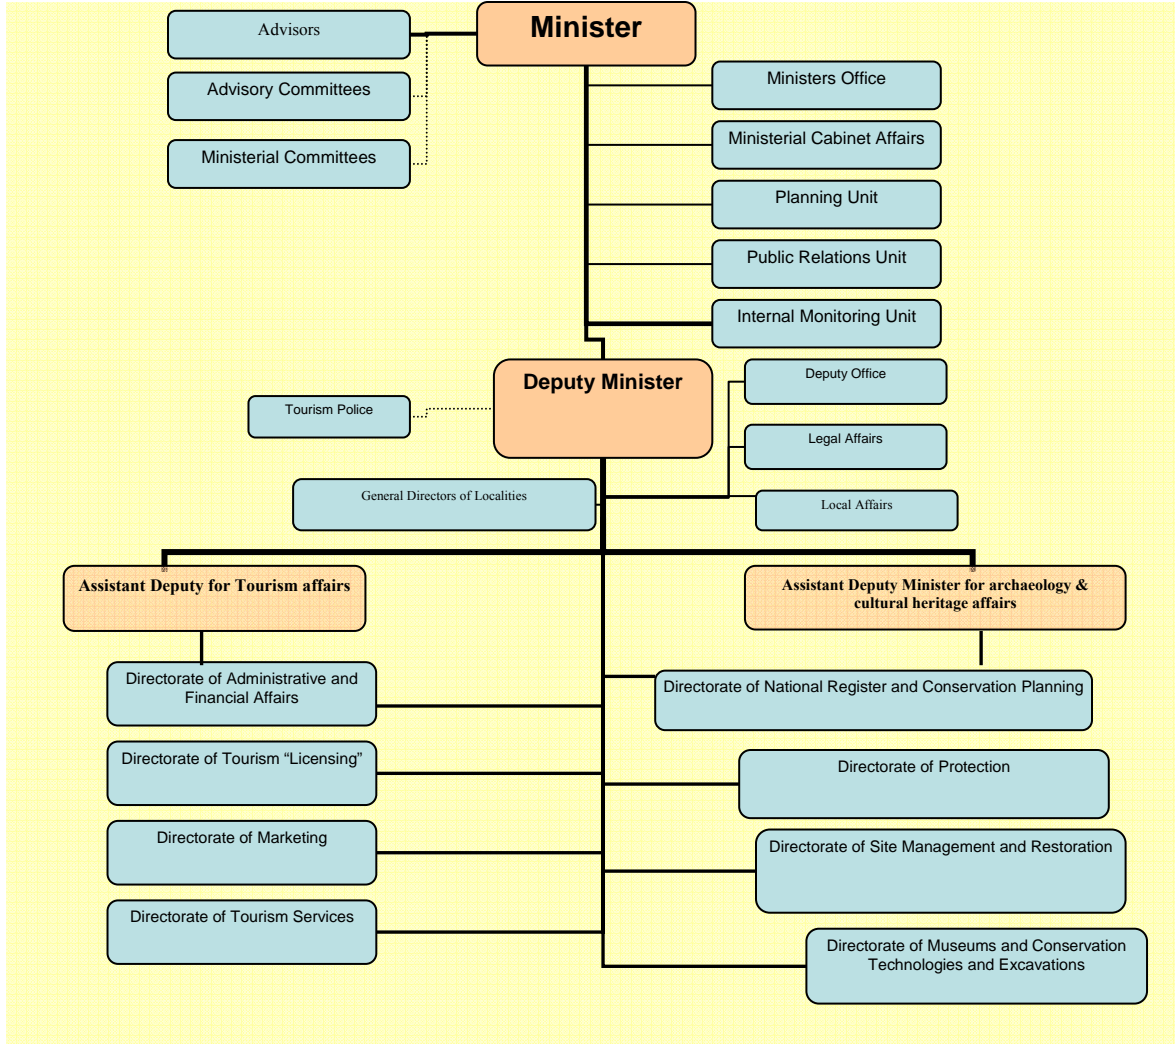 Minister
Advisors
Advisory Committees
Ministerial Committees
Ministers Office
Ministerial Cabinet Affairs
Planning Unit
Public Relations Unit
Internal Monitoring Unit
Deputy Minister
Tourism Police
Deputy Office
Legal Affairs
General Directors of Localities
Local Affairs
Assistant Deputy for Tourism affairs
Assistant Deputy Minister for archaeology &
cultural heritage affairs
Directorate of Administrative and
Financial Affairs
Directorate of Tourism “Licensing”
Directorate of Marketing
Directorate of Tourism Services
Directorate of National Register and Conservation Planning
Directorate of Protection
Directorate of Site Management and Restoration
Directorate of Museums and Conservation
Technologies and Excavations